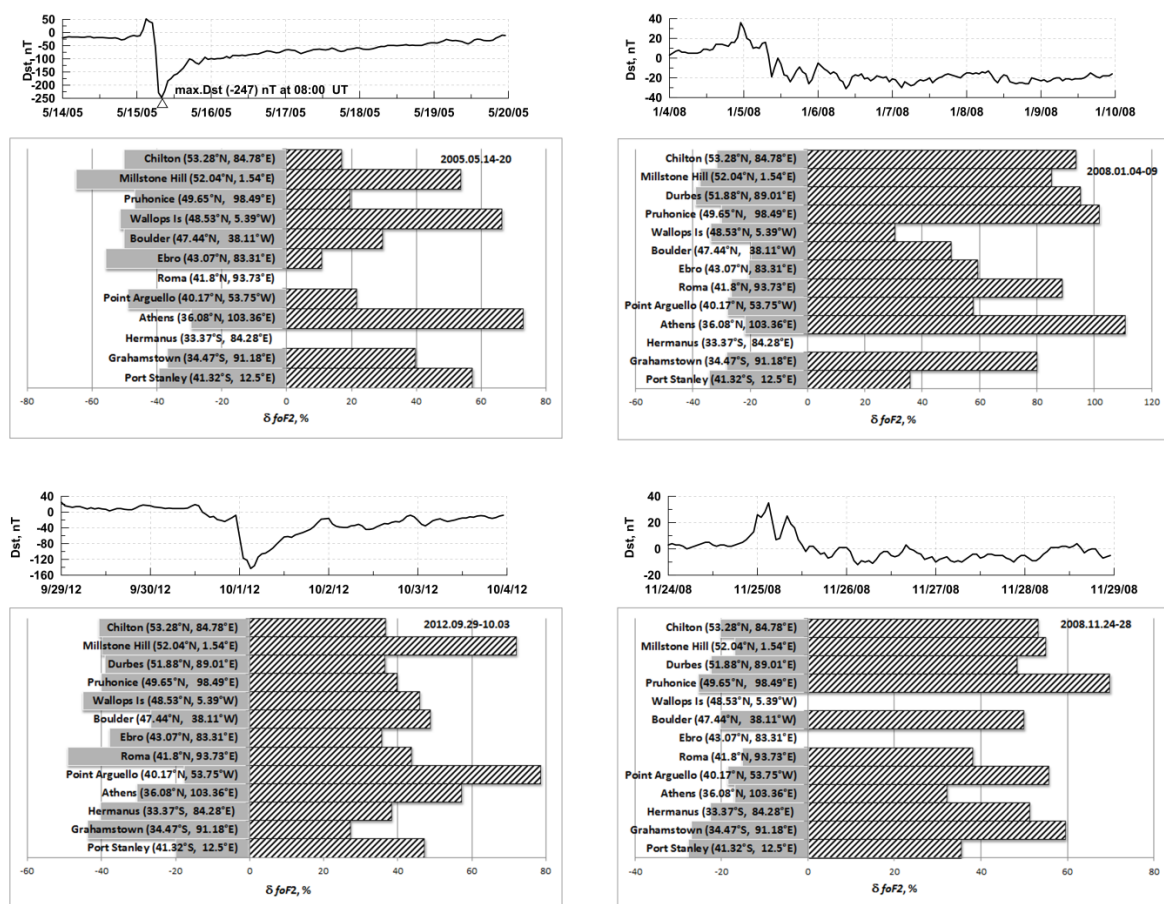 50
0
-50
-100
-150
-200
-250
Dst, nT
max.Dst (-247) nT at 08:00 UT
5/14/05 5/15/05 5/16/05 5/17/05 5/18/05 5/19/05 5/20/05
2005.05.14-20
Chilton (53.28°N, 84.78°E)
Millstone Hill (52.04°N, 1.54°E)
Pruhonice (49.65°N, 98.49°E)
Wallops Is (48.53°N, 5.39°W)
Boulder (47.44°N, 38.11°W)
Ebro (43.07°N, 83.31°E)
Roma (41.8°N, 93.73°E)
Point Arguello (40.17°N, 53.75°W)
Athens (36.08°N, 103.36°E)
Hermanus (33.37°S, 84.28°E)
Grahamstown (34.47°S, 91.18°E)
Port Stanley (41.32°S, 12.5°E)
-80 -60 -40 -20 0 20 40 60 80
δ foF2, %
40
20
0
-20
-40
Dst, nT
1/4/08 1/5/08 1/6/08 1/7/08 1/8/08 1/9/08 1/10/08
2008.01.04-09
Chilton (53.28°N, 84.78°E)
Millstone Hill (52.04°N, 1.54°E)
Durbes (51.88°N, 89.01°E)
Pruhonice (49.65°N, 98.49°E)
Wallops Is (48.53°N, 5.39°W)
Boulder (47.44°N, 38.11°W)
Ebro (43.07°N, 83.31°E)
Roma (41.8°N, 93.73°E)
Point Arguello (40.17°N, 53.75°W)
Athens (36.08°N, 103.36°E)
Hermanus (33.37°S, 84.28°E)
Grahamstown (34.47°S, 91.18°E)
Port Stanley (41.32°S, 12.5°E)
-60 -40 -20 0 20 40 60 80 100 120
δ foF2, %
40
0
-40
-80
-120
-160
Dst, nT
9/29/12 9/30/12 10/1/12 10/2/12 10/3/12 10/4/12
2012.09.29-10.03
Chilton (53.28°N, 84.78°E)
Millstone Hill (52.04°N, 1.54°E)
Durbes (51.88°N, 89.01°E)
Pruhonice (49.65°N, 98.49°E)
Wallops Is (48.53°N, 5.39°W)
Boulder (47.44°N, 38.11°W)
Ebro (43.07°N, 83.31°E)
Roma (41.8°N, 93.73°E)
Point Arguello (40.17°N, 53.75°W)
Athens (36.08°N, 103.36°E)
Hermanus (33.37°S, 84.28°E)
Grahamstown (34.47°S, 91.18°E)
Port Stanley (41.32°S, 12.5°E)
-60 -40 -20 0 20 40 60 80
δ foF2, %
40
20
0
-20
Dst, nT
11/24/08 11/25/08 11/26/08 11/27/08 11/28/08 11/29/08
2008.11.24-28
Chilton (53.28°N, 84.78°E)
Millstone Hill (52.04°N, 1.54°E)
Durbes (51.88°N, 89.01°E)
Pruhonice (49.65°N, 98.49°E)
Wallops Is (48.53°N, 5.39°W)
Boulder (47.44°N, 38.11°W)
Ebro (43.07°N, 83.31°E)
Roma (41.8°N, 93.73°E)
Point Arguello (40.17°N, 53.75°W)
Athens (36.08°N, 103.36°E)
Hermanus (33.37°S, 84.28°E)
Grahamstown (34.47°S, 91.18°E)
Port Stanley (41.32°S, 12.5°E)
-40 -20 0 20 40 60 80
δ foF2, %